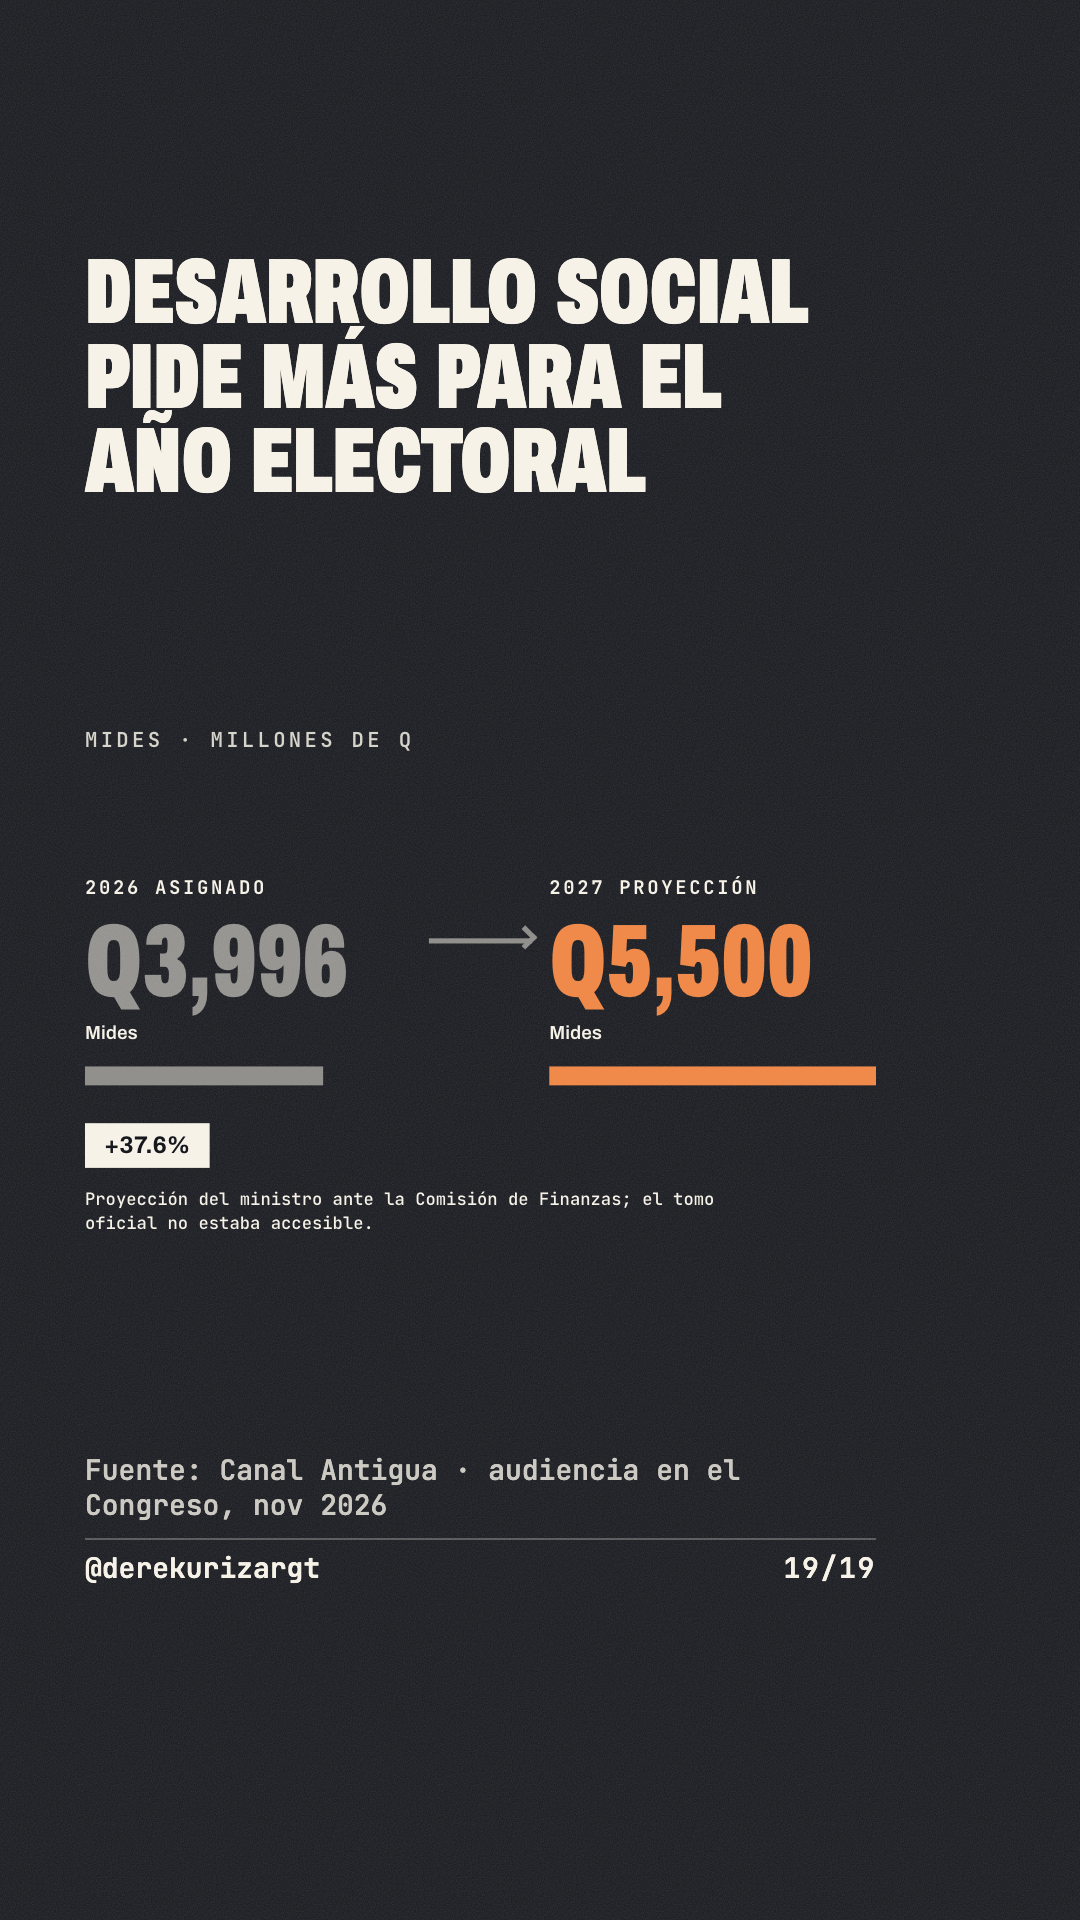 DESARROLLO SOCIAL
PIDE MÁS PARA EL
AÑO ELECTORAL
MIDES · MILLONES DE Q
2026 ASIGNADO
Q3,996
Mides
2027 PROYECCIÓN
Q5,500
Mides
+37.6%
Proyección del ministro ante la Comisión de Finanzas; el tomo
oficial no estaba accesible.
Fuente: Canal Antigua · audiencia en el
Congreso, nov 2026
@derekurizargt
19/19